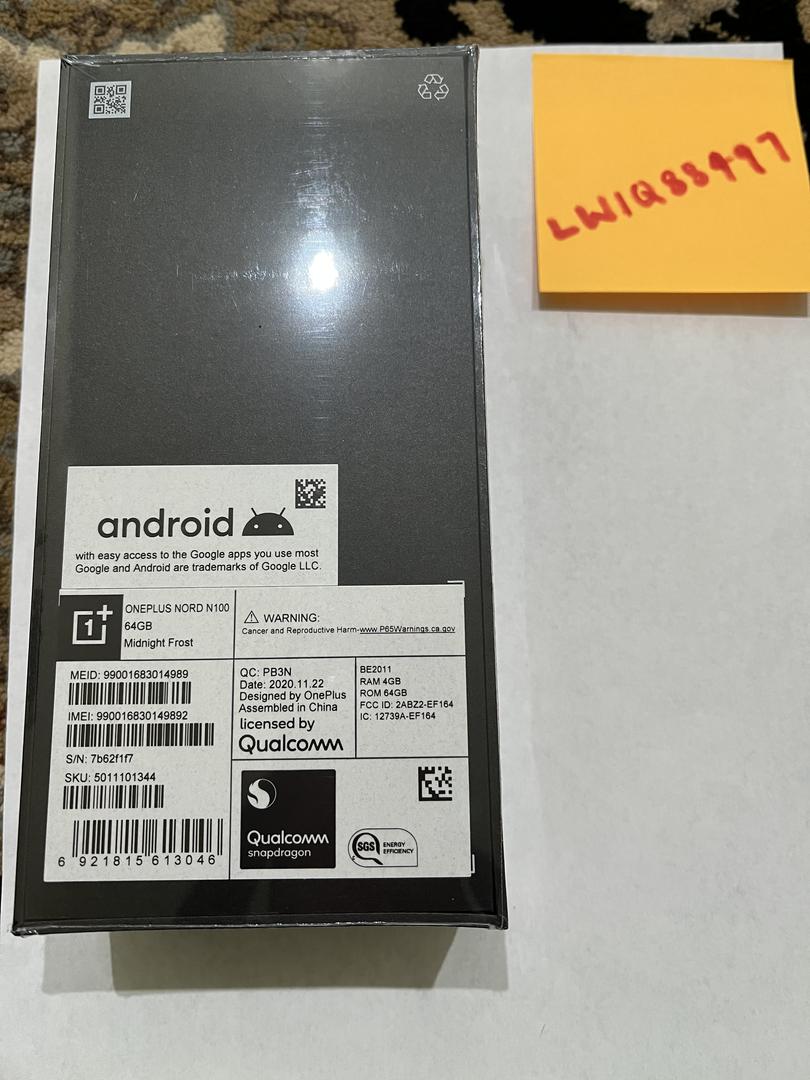 LW1Q88497
android
with easy access to the Google apps you use most
Google and Android are trademarks of Google LLC.
1+
ONEPLUS NORD N100
64GB
Midnight Frost
WARNING:
Cancer and Reproductive Harm-www.P65Warnings.ca.gov
MEID: 99001683014989
IMEI: 990016830149892
S/N: 7b62f1f7
SKU: 5011101344
6 921815 613046
QC: PB3N
Date: 2020.11.22
Designed by OnePlus
Assembled in China
licensed by
Qualcomm
BE2011
RAM 4GB
ROM 64GB
FCC ID: 2ABZ2-EF164
IC: 12739A-EF164
Qualcomm
snapdragon
SGS
ENERGY
EFFICIENCY